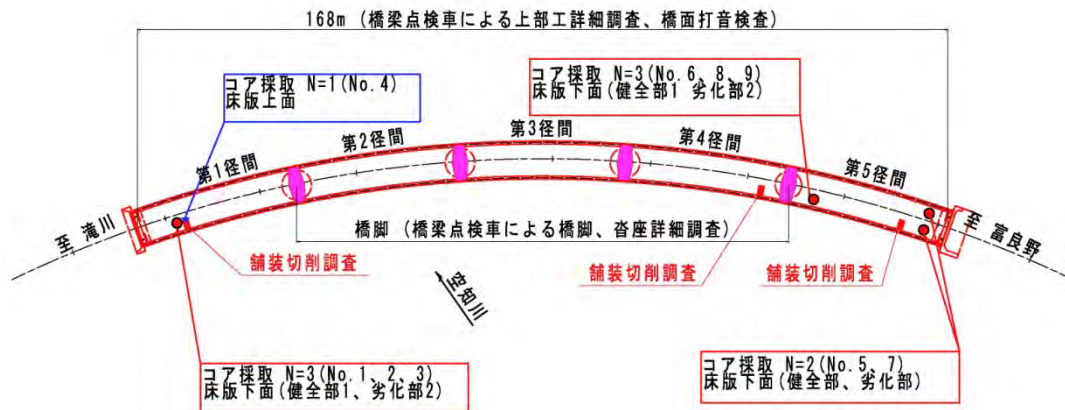 168m (橋梁点検車による上部工詳細調査、橋面打音検査)
コア採取 N=1(No.4)
床版上面
コア採取 N=3(No.6、8、9)
床版下面(健全部1 劣化部2)
第1径間
第2径間
第3径間
第4径間
第5径間
至 滝川
橋脚 (橋梁点検車による橋脚、沓座詳細調査)
至 富良野
舗装切削調査
舗装切削調査
舗装切削調査
空知川
コア採取 N=3(No.1、2、3)
床版下面(健全部1、劣化部2)
コア採取 N=2(No.5、7)
床版下面(健全部、劣化部)